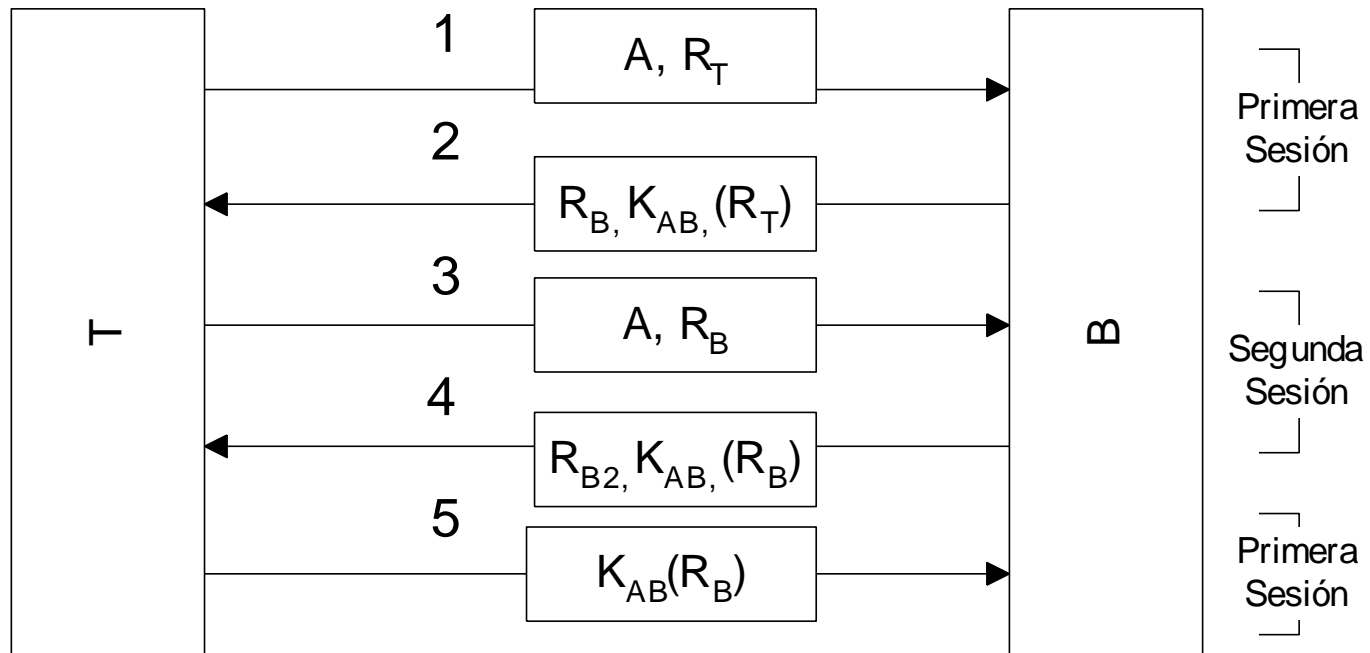 1
A, R_T
Primera
Sesión
2
R_B, K_AB, (R_T)
3
A, R_B
T
B
Segunda
Sesión
4
R_B2, K_AB, (R_B)
5
K_AB(R_B)
Primera
Sesión